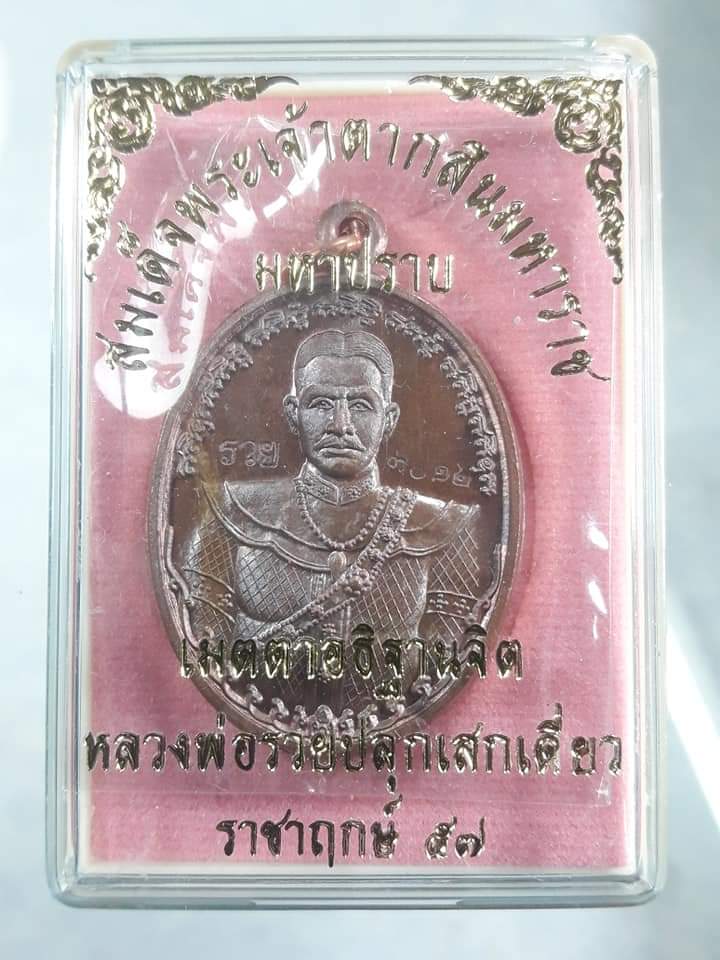 สมเด็จพระเจ้าตากสินมหาราช
มหาปราบ
รวย
๓๐๑๒
เมตตาอธิฐานจิต
หลวงพ่อรวยปลุกเสกเดี่ยว
ราชาฤกษ์ ๕๗